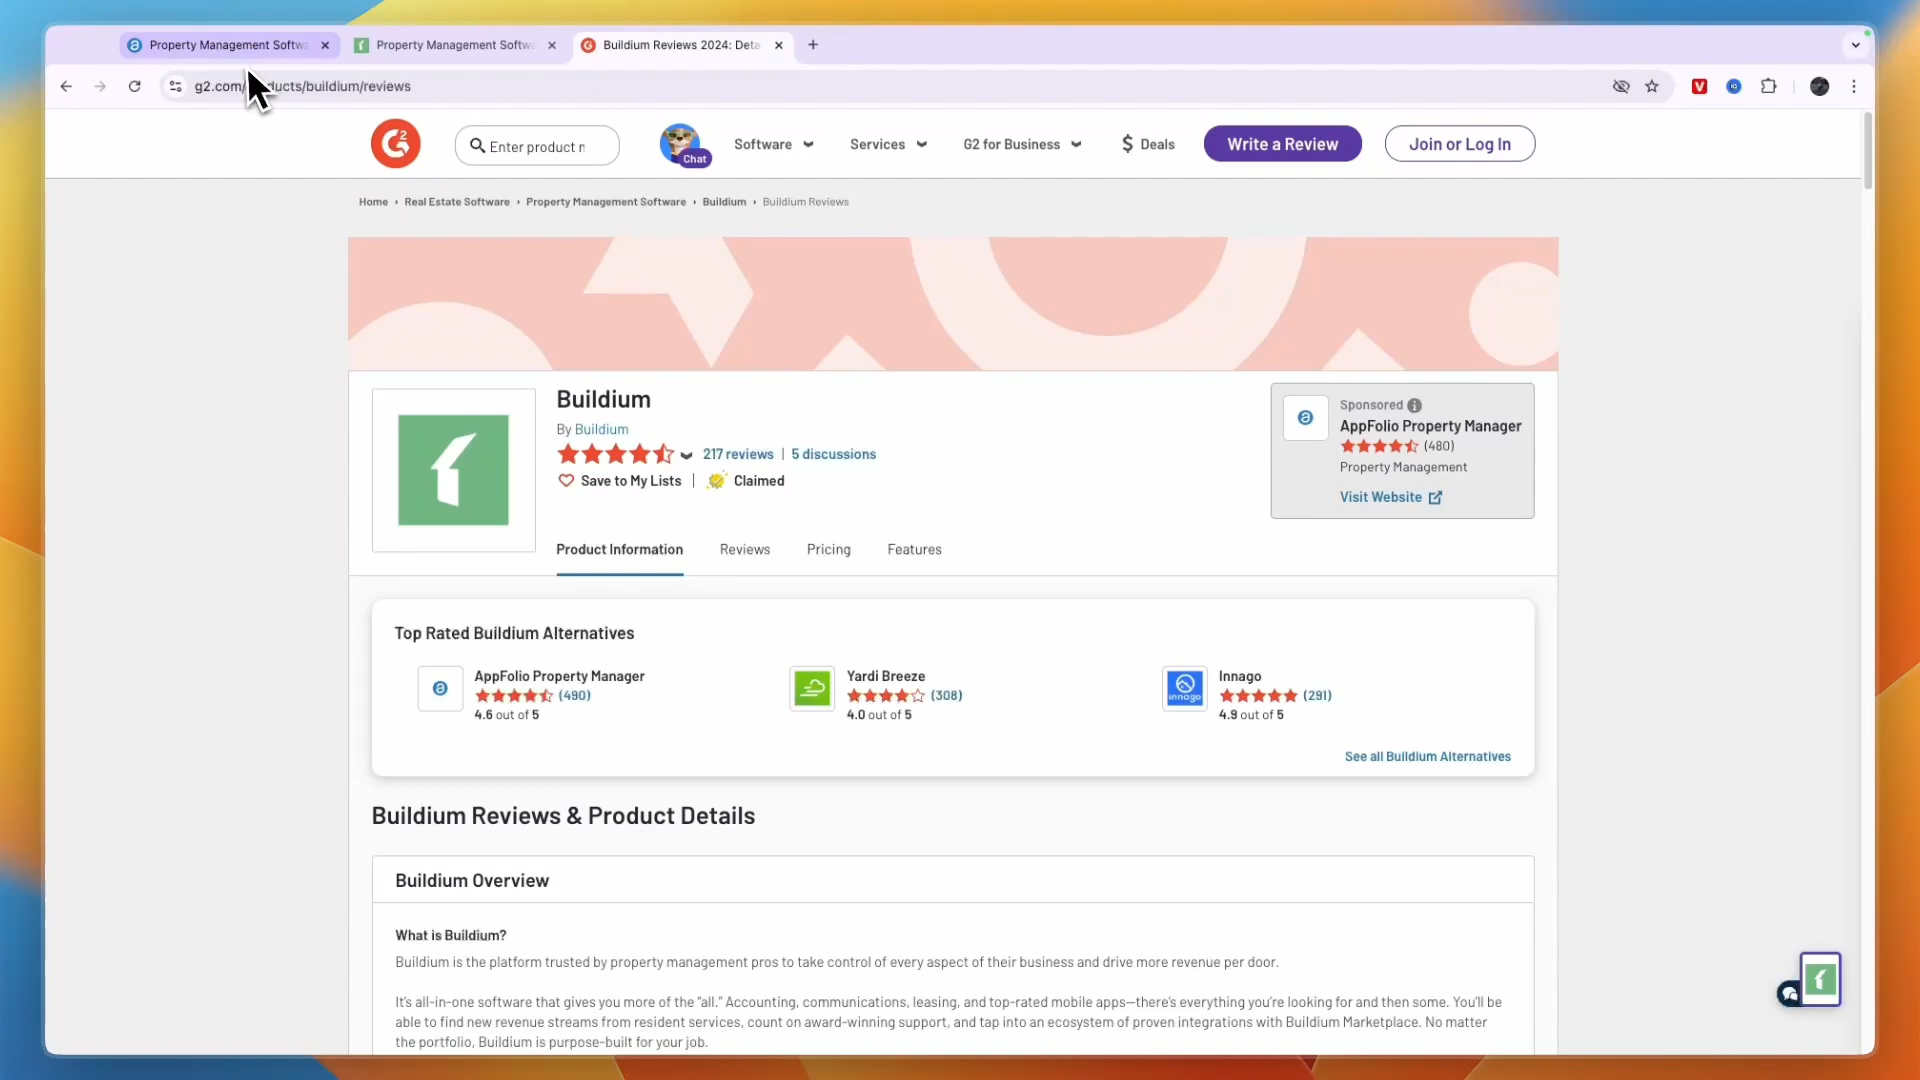 Property Management Softwa
Property Management Softwa
Buildium Reviews 2024: Deta
g2.com/products/buildium/reviews
Enter product n
Chat
Software
Services
G2 for Business
$ Deals
Write a Review
Join or Log In
Home › Real Estate Software › Property Management Software › Buildium › Buildium Reviews
Buildium
By Buildium
217 reviews | 5 discussions
Save to My Lists | Claimed
Sponsored
AppFolio Property Manager
(480)
Property Management
Visit Website
Product Information
Reviews
Pricing
Features
Top Rated Buildium Alternatives
AppFolio Property Manager
(490)
4.6 out of 5
Yardi Breeze
(308)
4.0 out of 5
innago
Innago
(291)
4.9 out of 5
See all Buildium Alternatives
Buildium Reviews & Product Details
Buildium Overview
What is Buildium?
Buildium is the platform trusted by property management pros to take control of every aspect of their business and drive more revenue per door.
It's all-in-one software that gives you more of the "all." Accounting, communications, leasing, and top-rated mobile apps—there's everything you're looking for and then some. You'll be
able to find new revenue streams from resident services, count on award-winning support, and tap into an ecosystem of proven integrations with Buildium Marketplace. No matter
the portfolio, Buildium is purpose-built for your job.